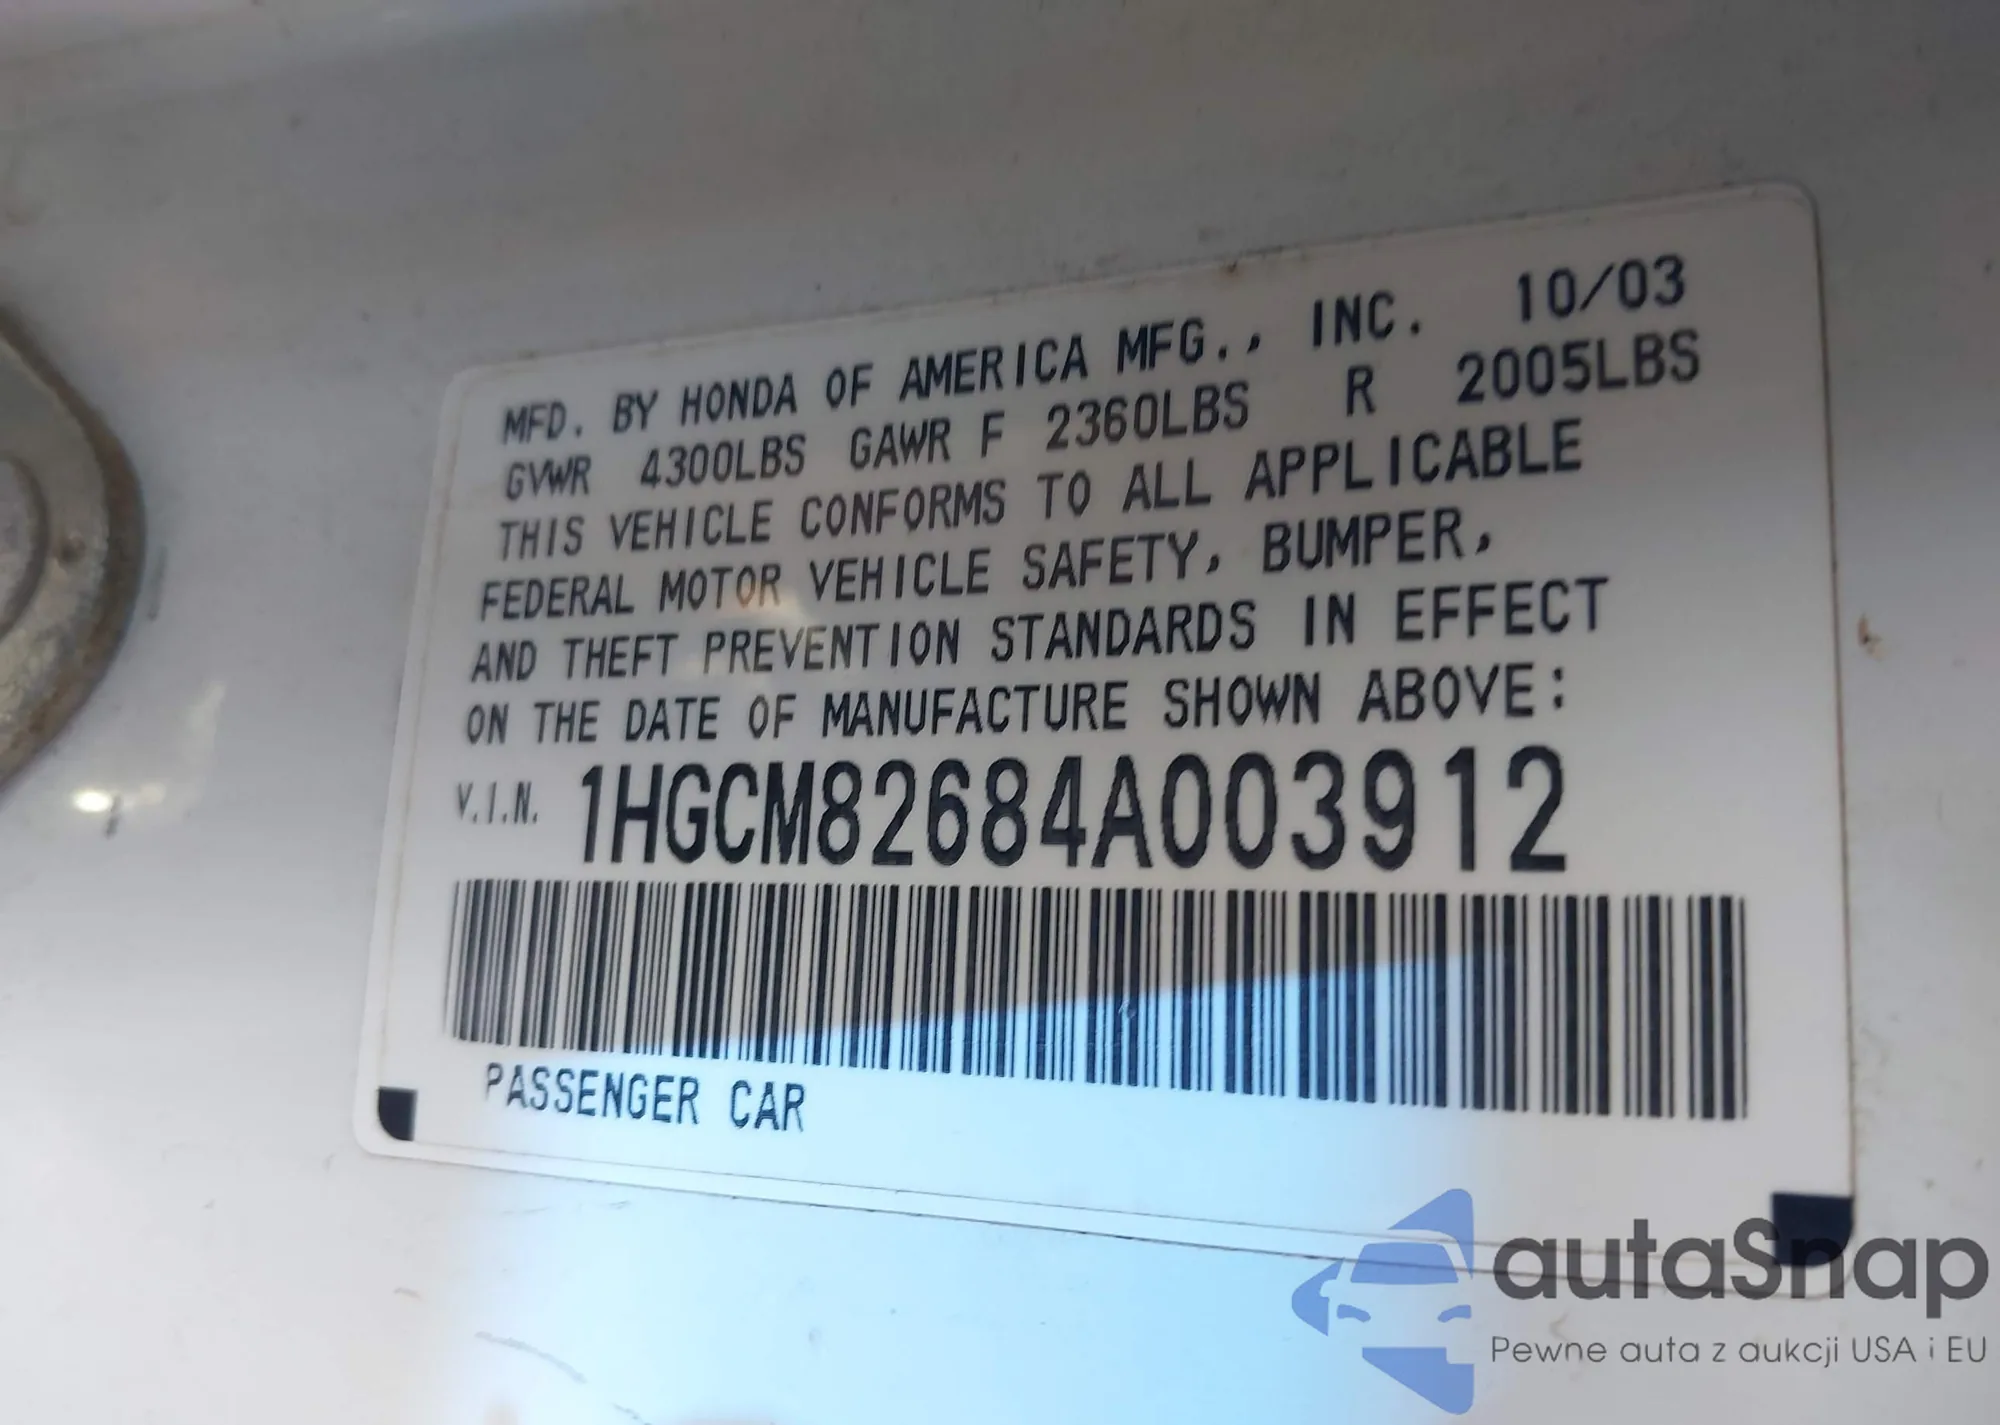 MFD. BY HONDA OF AMERICA MFG., INC. 10/03
GVWR 4300LBS GAWR F 2360LBS R 2005LBS
THIS VEHICLE CONFORMS TO ALL APPLICABLE
FEDERAL MOTOR VEHICLE SAFETY, BUMPER,
AND THEFT PREVENTION STANDARDS IN EFFECT
ON THE DATE OF MANUFACTURE SHOWN ABOVE:
V.I.N. 1HGCM82684A003912
PASSENGER CAR
autaSnap
Pewne auta z aukcji USA i EU